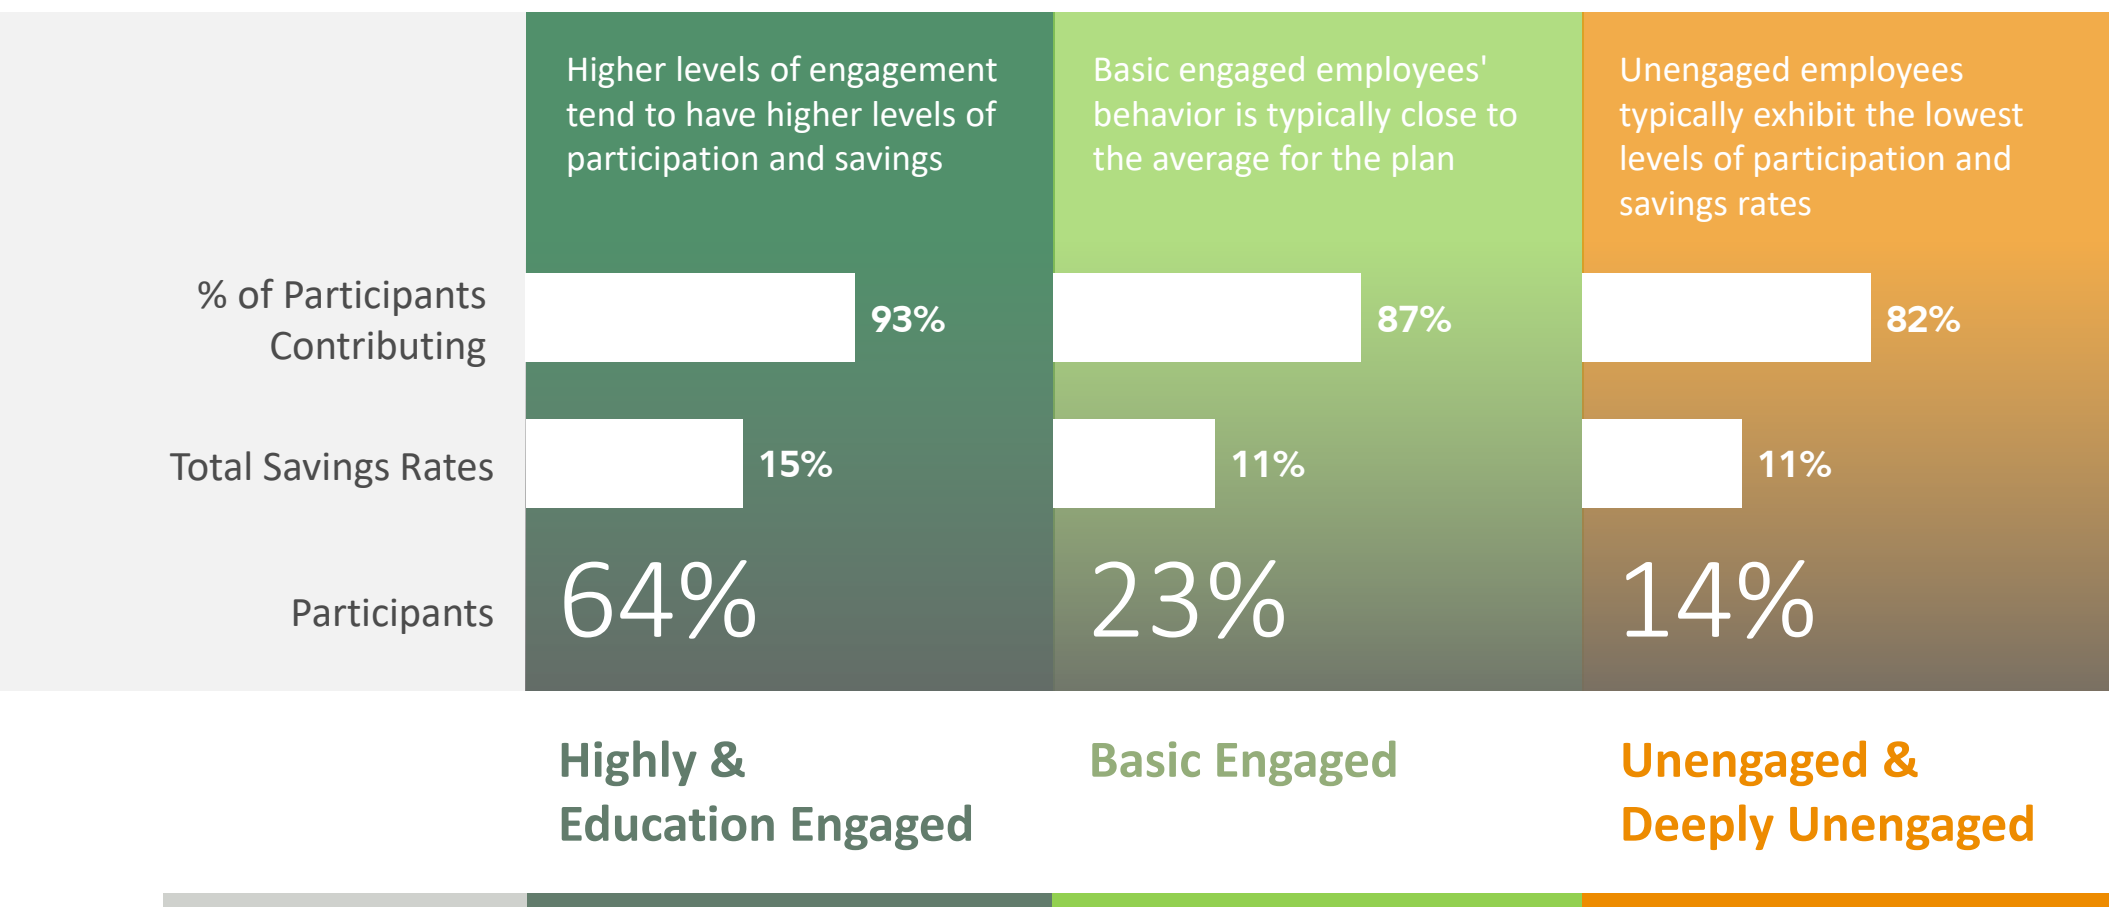 Higher levels of engagement
tend to have higher levels of
participation and savings
Basic engaged employees'
behavior is typically close to
the average for the plan
Unengaged employees
typically exhibit the lowest
levels of participation and
savings rates
% of Participants
Contributing
93%
87%
82%
Total Savings Rates
15%
11%
11%
Participants
64%
23%
14%
Highly &
Education Engaged
Basic Engaged
Unengaged &
Deeply Unengaged